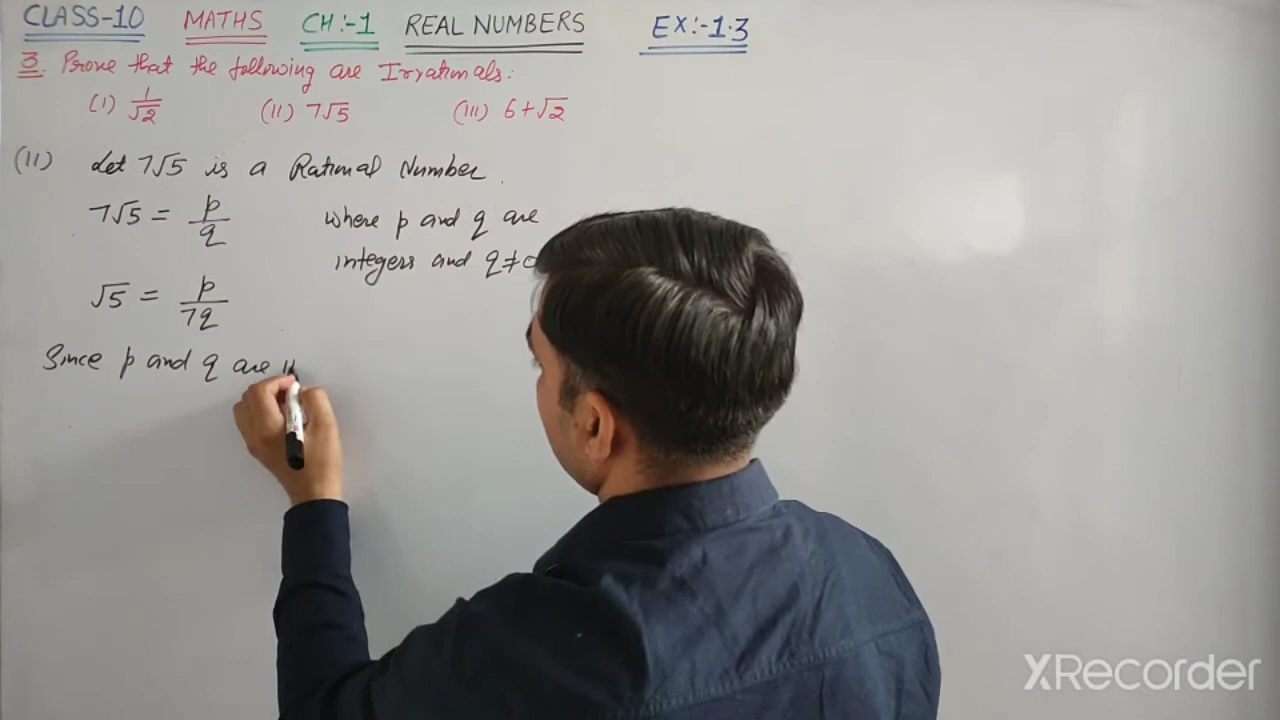 CLASS-10 MATHS CH:-1 REAL NUMBERS EX:-1.3
3. Prove that the following are Irrationals:
(I) 1/√2 (II) 7√5 (III) 6+√2
(II) Let 7√5 is a Rational Number.
7√5 = p/q where p and q are
integers and q≠0
√5 = p/7q
Since p and q are
XRecorder